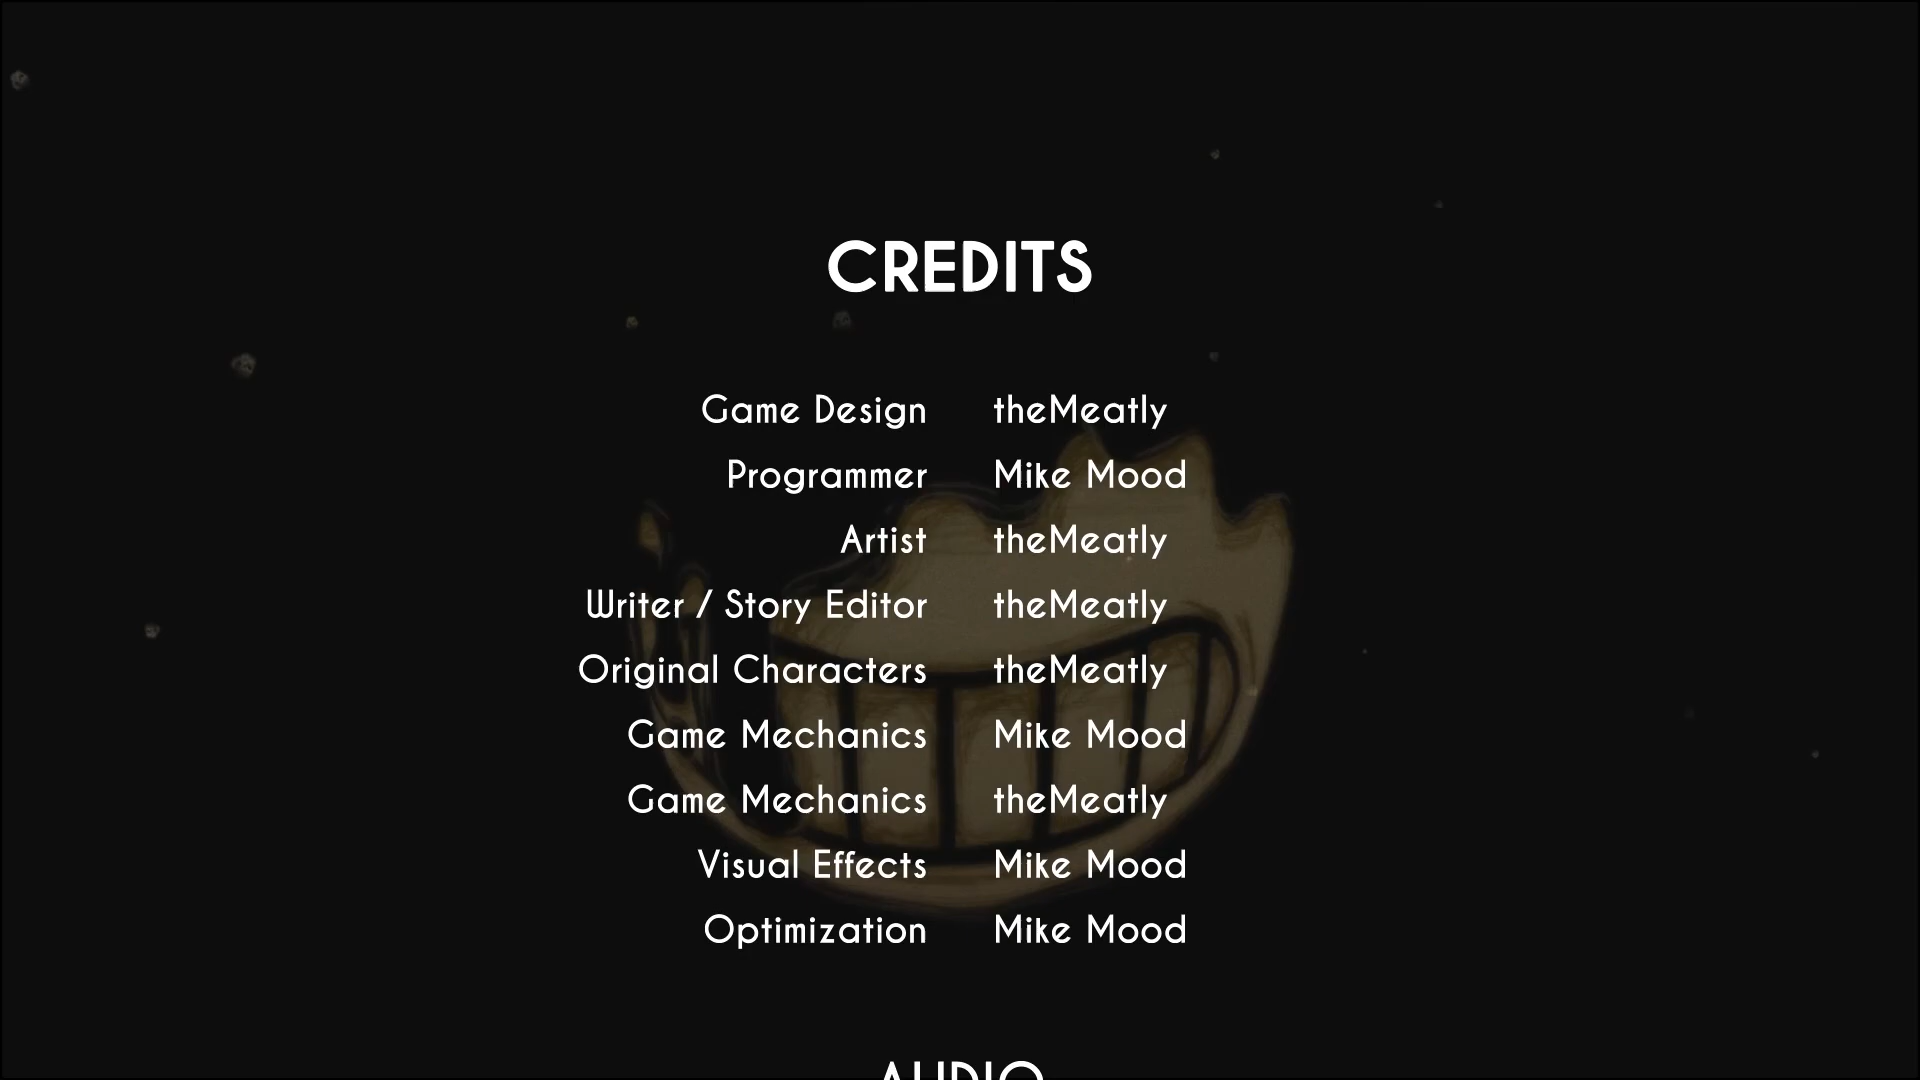 CREDITS
Game Design theMeatly
Programmer Mike Mood
Artist theMeatly
Writer / Story Editor theMeatly
Original Characters theMeatly
Game Mechanics Mike Mood
Game Mechanics theMeatly
Visual Effects Mike Mood
Optimization Mike Mood
AUDIO